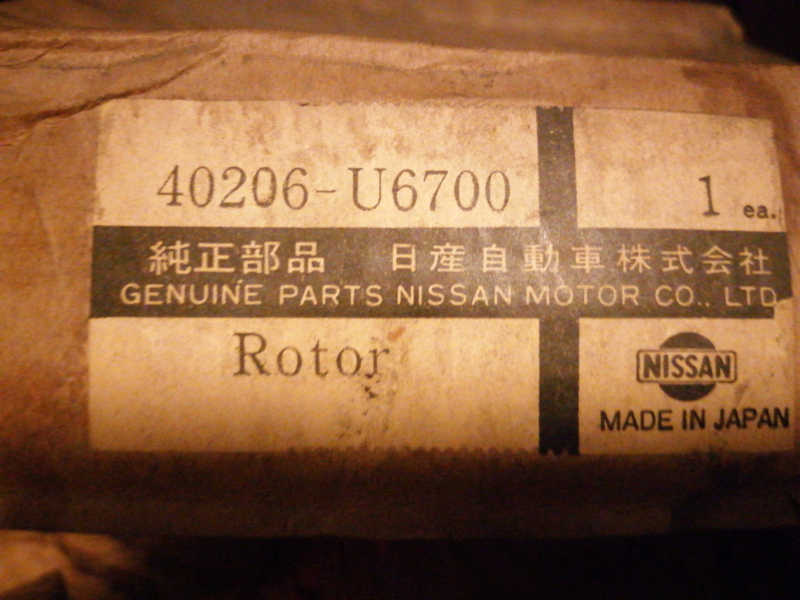 40206-U6700 1 ea.
純正部品 日産自動車株式会社
GENUINE PARTS NISSAN MOTOR CO., LTD
Rotor
NISSAN
MADE IN JAPAN